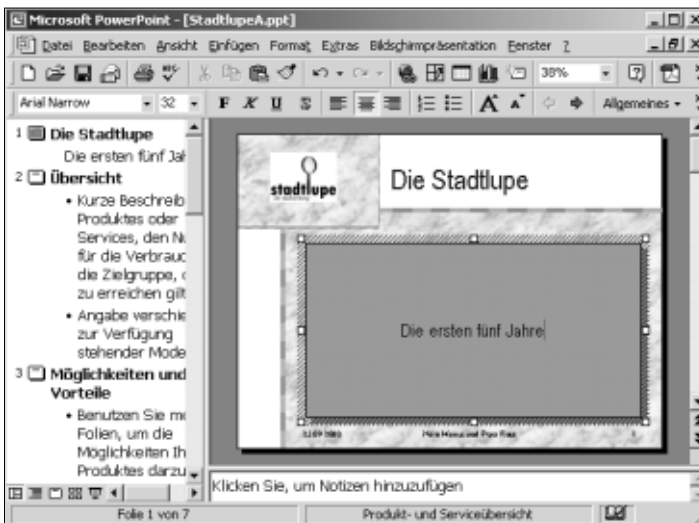 Microsoft PowerPoint - [StadtlupeA.ppt]
Datei Bearbeiten Ansicht Einfügen Format Extras Bildschirmpräsentation Fenster ?
38%
Arial Narrow 32 F K U S Allgemeines
1 Die Stadtlupe
Die ersten fünf Jah
2 Übersicht
• Kurze Beschreib
Produktes oder
Services, den Nu
für die Verbrauc
die Zielgruppe, 
zu erreichen gilt
• Angabe verschie
zur Verfügung
stehender Mode
3 Möglichkeiten und
Vorteile
• Benutzen Sie me
Folien, um die
Möglichkeiten Ih
Produktes darzu
stadtlupe
Die Stadtlupe
Die ersten fünf Jahre
Klicken Sie, um Notizen hinzuzufügen
Folie 1 von 7 Produkt- und Serviceübersicht